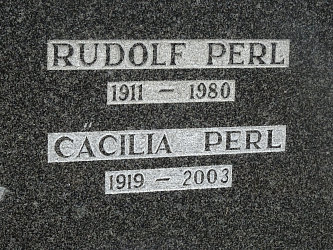 RUDOLF PERL
1911 – 1980
CÄCILIA PERL
1919 – 2003